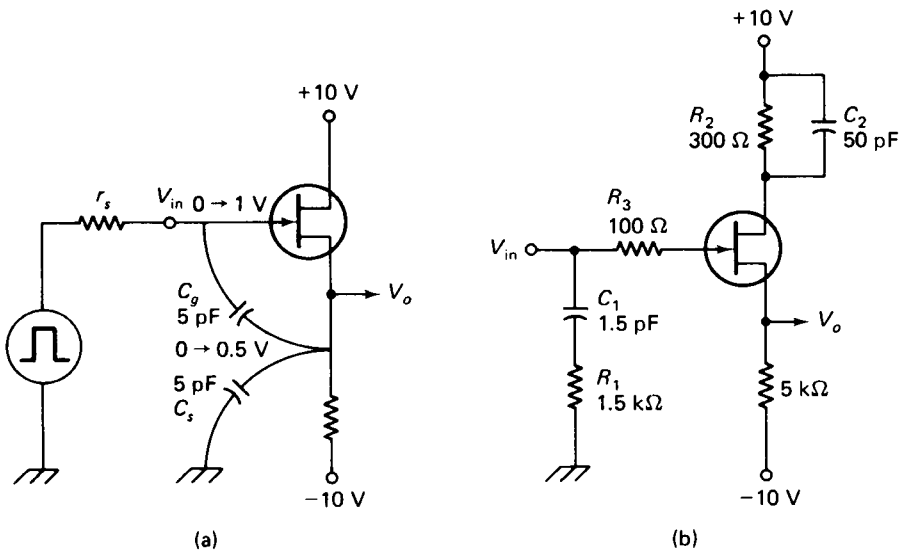 +10 V
r_s
V_in 0 → 1 V
C_g
5 pF
0 → 0.5 V
5 pF
C_s
V_o
−10 V
(a)
+10 V
R_2
300 Ω
C_2
50 pF
R_3
100 Ω
V_in
C_1
1.5 pF
V_o
R_1
1.5 kΩ
5 kΩ
−10 V
(b)